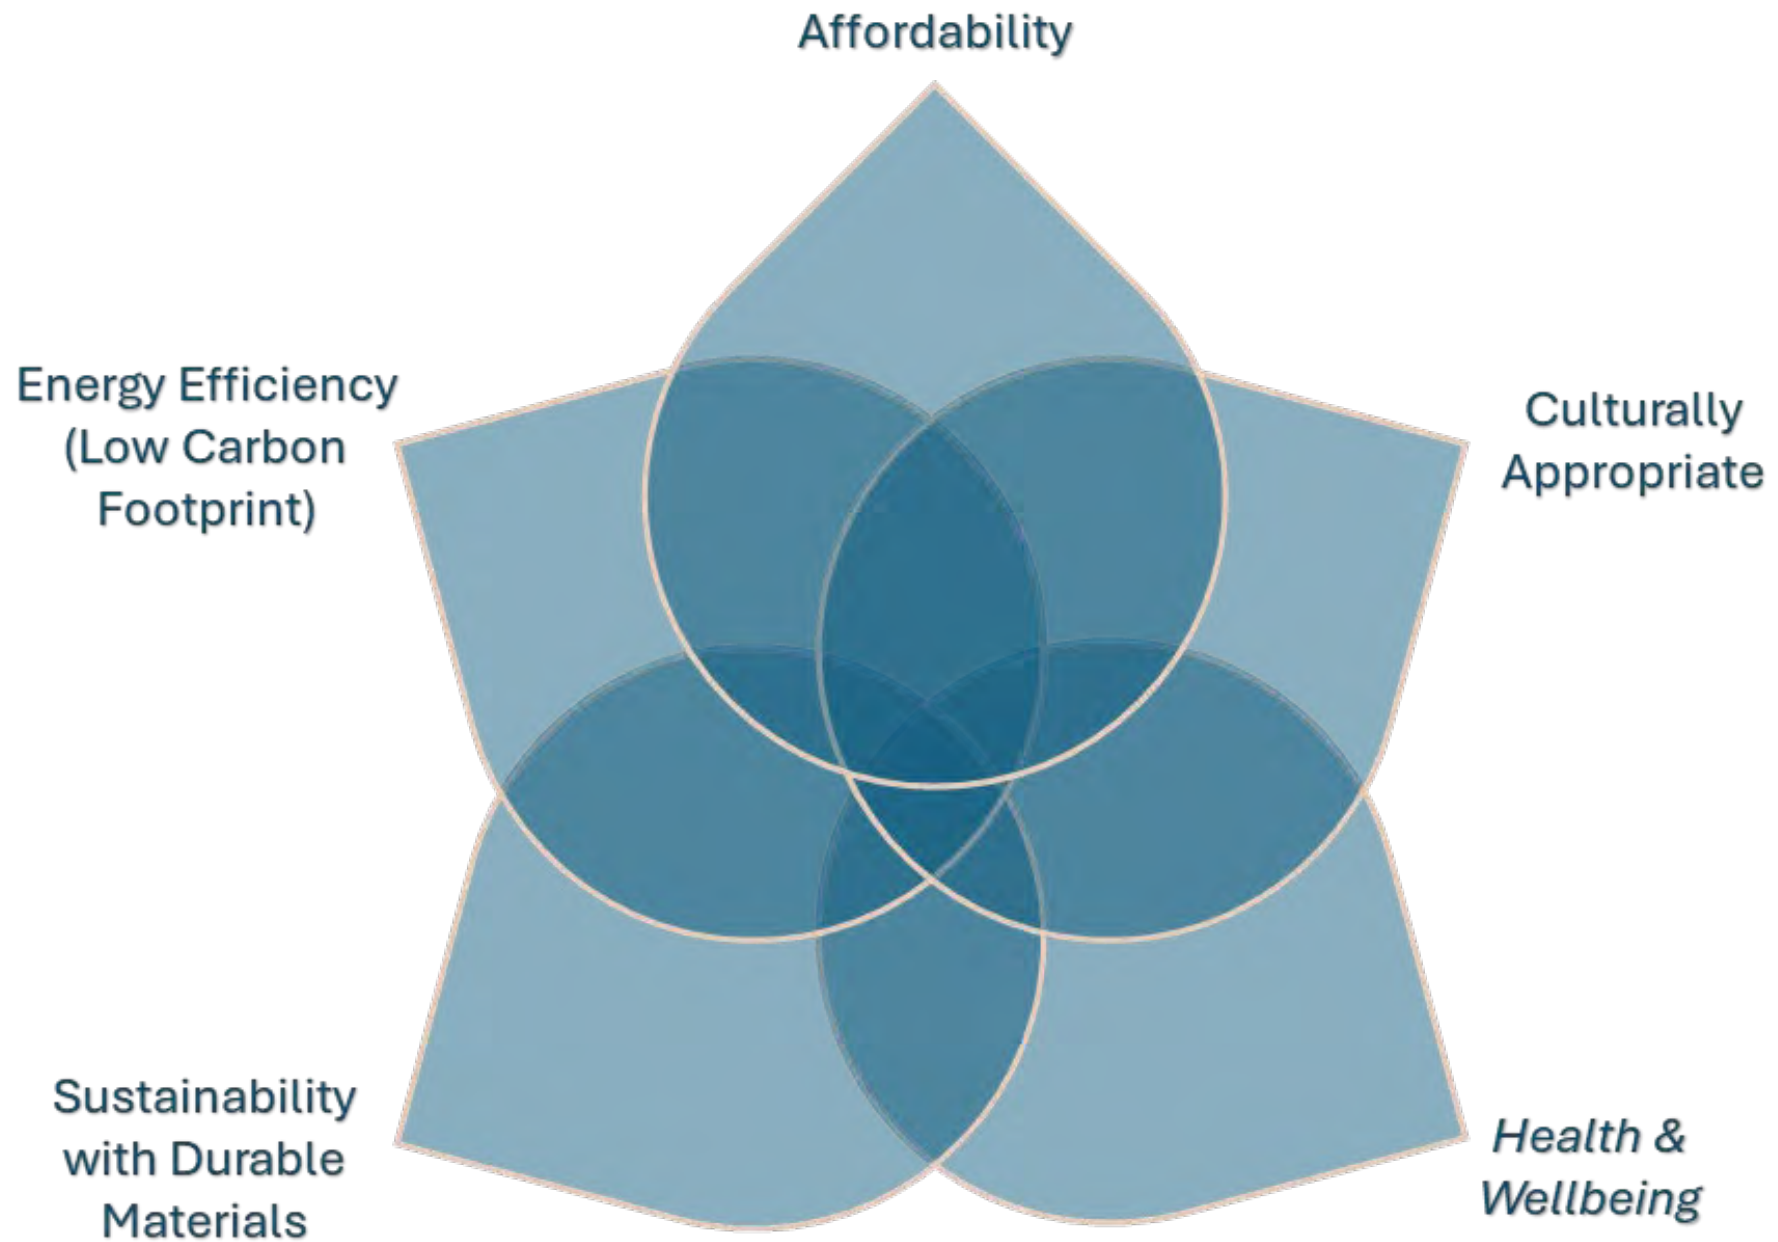 Affordability
Energy Efficiency
(Low Carbon
Footprint)
Culturally
Appropriate
Sustainability
with Durable
Materials
Health &
Wellbeing